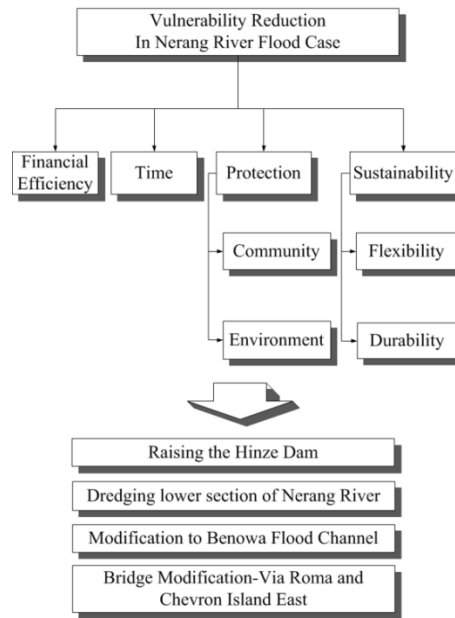 Vulnerability Reduction
In Nerang River Flood Case
Financial
Efficiency
Time
Protection
Sustainability
Community
Flexibility
Environment
Durability
Raising the Hinze Dam
Dredging lower section of Nerang River
Modification to Benowa Flood Channel
Bridge Modification-Via Roma and
Chevron Island East